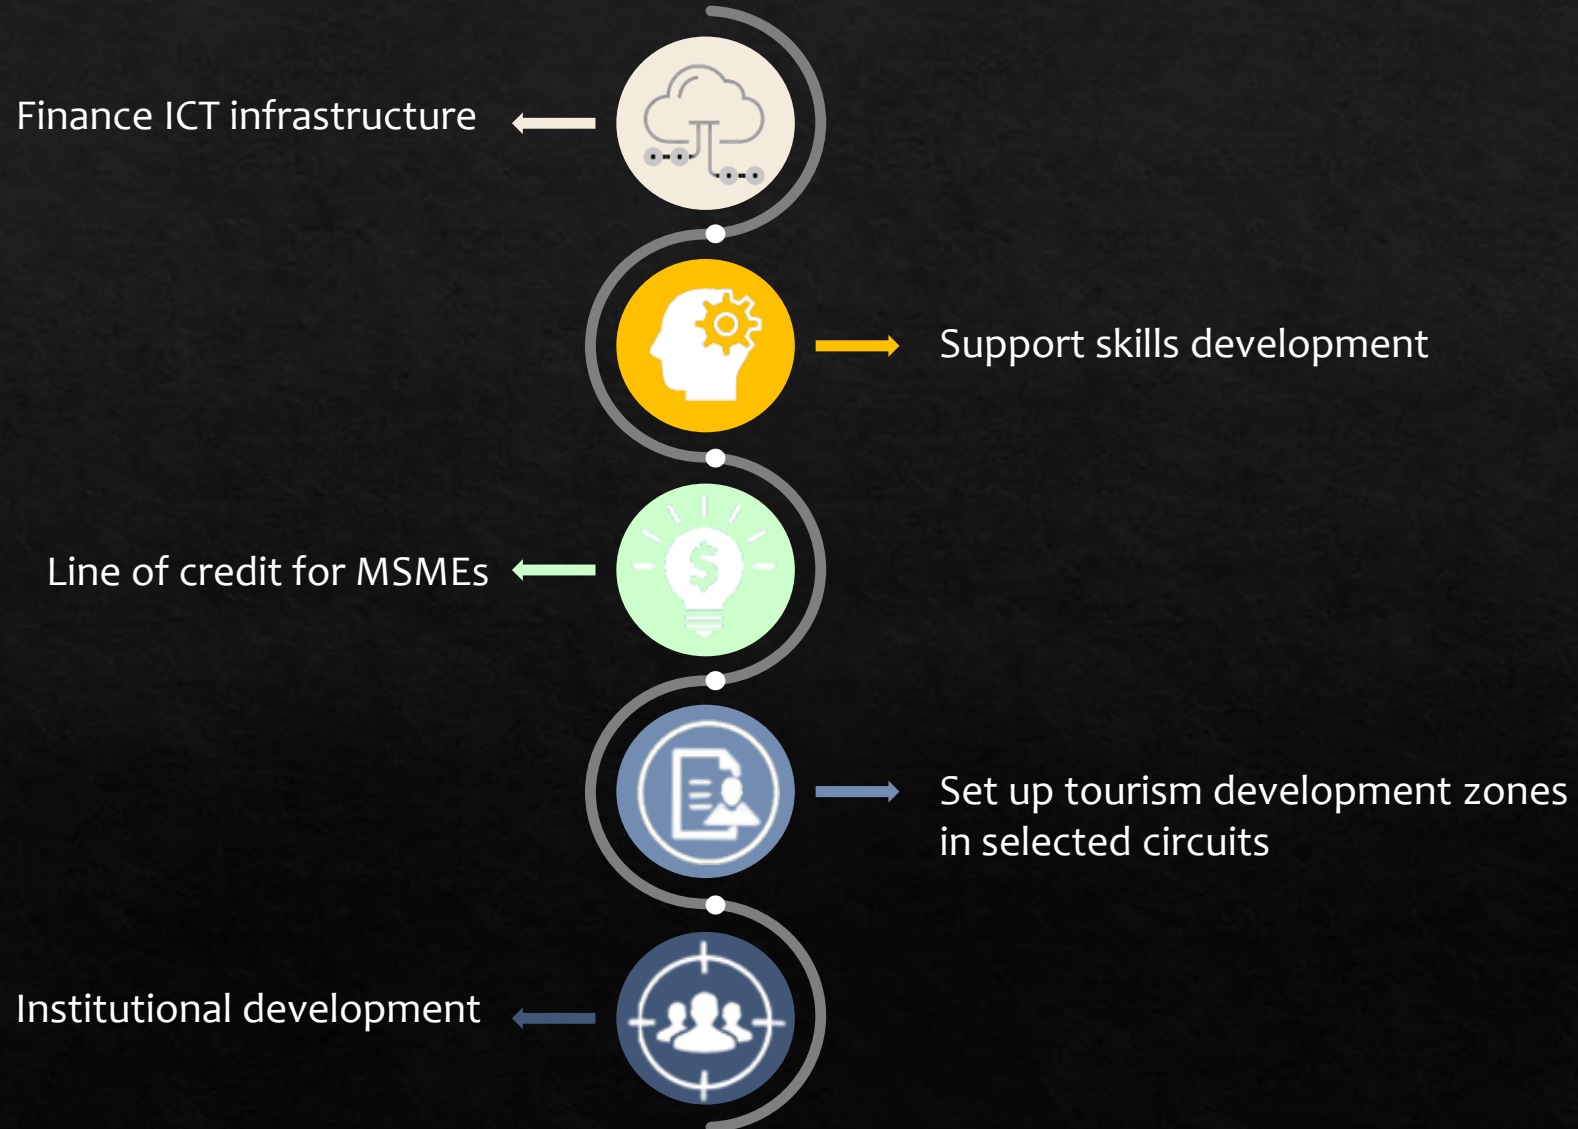 Finance ICT infrastructure
Support skills development
Line of credit for MSMEs
$
Set up tourism development zones
in selected circuits
Institutional development